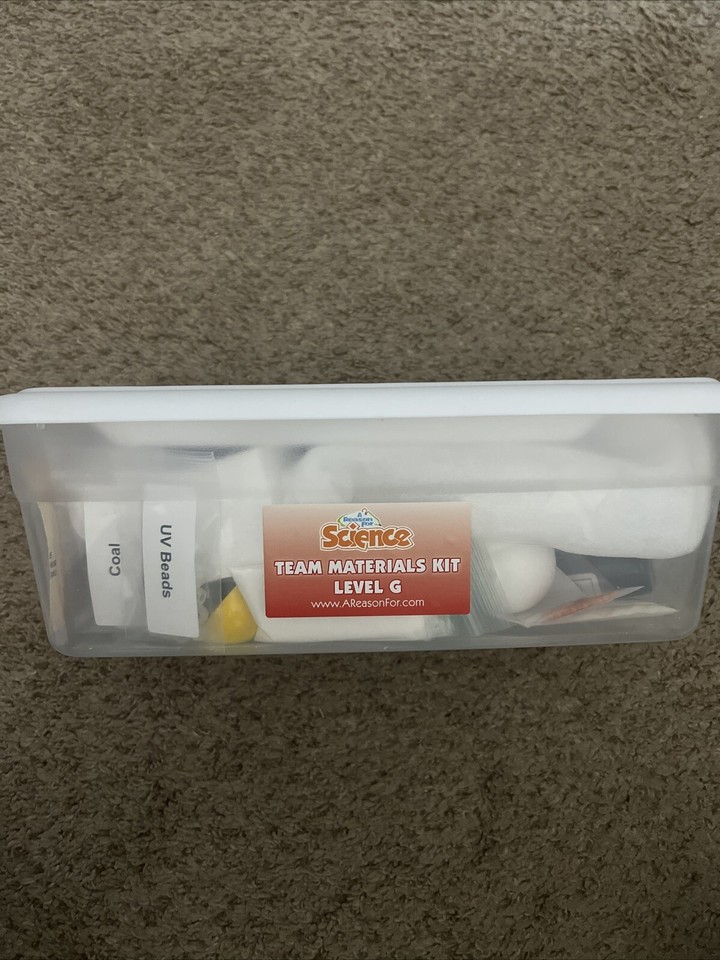 Coal
UV Beads
A
Reason
for
Science
TEAM MATERIALS KIT
LEVEL G
www.AReasonFor.com